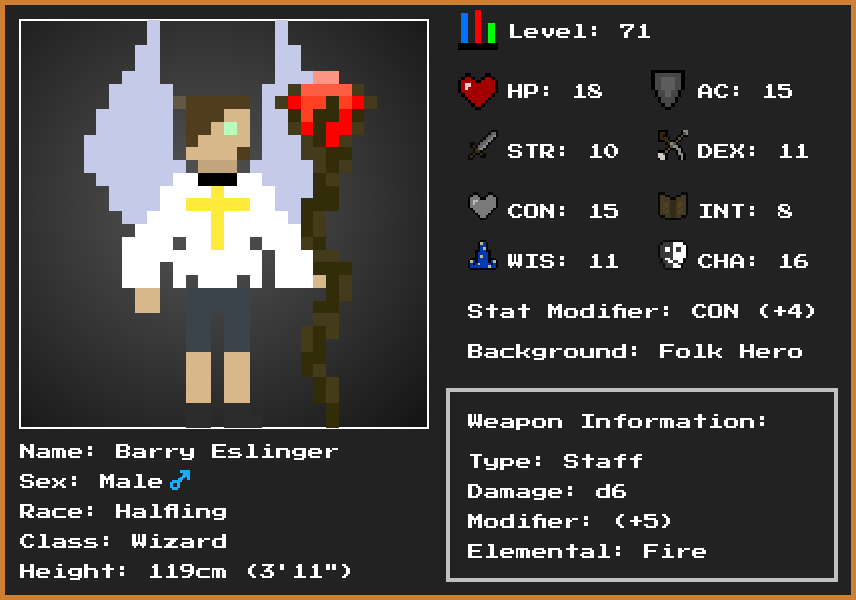 Level: 71
HP: 18 AC: 15
STR: 10 DEX: 11
CON: 15 INT: 8
WIS: 11 CHA: 16
Stat Modifier: CON (+4)
Background: Folk Hero
Weapon Information:
Type: Staff
Damage: d6
Modifier: (+5)
Elemental: Fire
Name: Barry Eslinger
Sex: Male ♂
Race: Halfling
Class: Wizard
Height: 119cm (3'11")